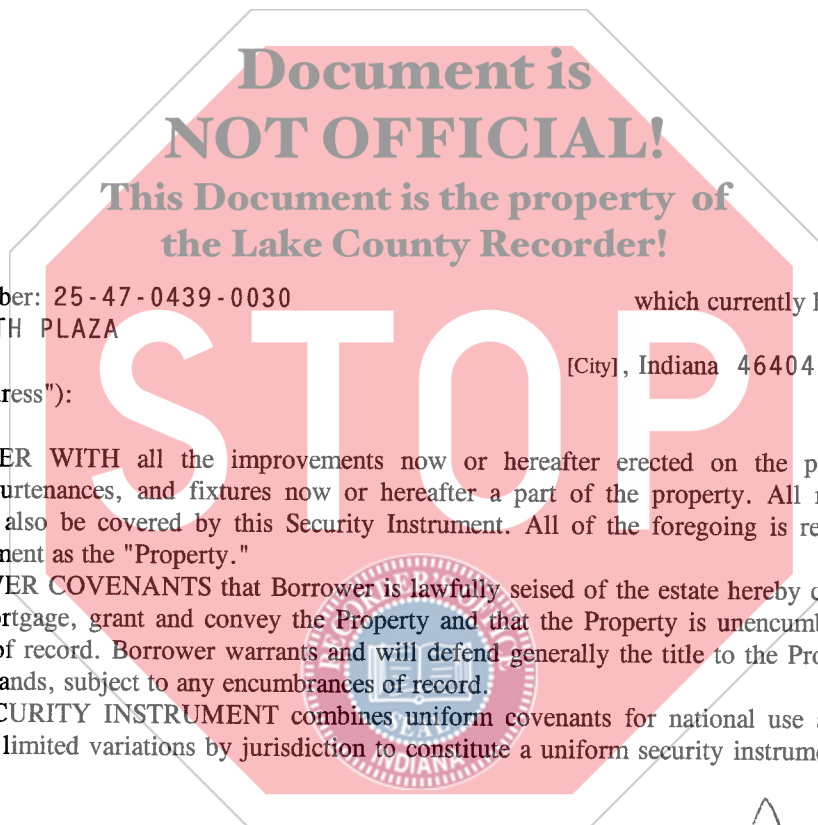 Document is
NOT OFFICIAL!
This Document is the property of
the Lake County Recorder!
ber: 25-47-0439-0030 which currently h
TH PLAZA
[City], Indiana 46404
ress"):
STOP
ER WITH all the improvements now or hereafter erected on the p
urtenances, and fixtures now or hereafter a part of the property. All r
also be covered by this Security Instrument. All of the foregoing is re
nent as the "Property."
VER COVENANTS that Borrower is lawfully seised of the estate hereby c
rtgage, grant and convey the Property and that the Property is unencumb
of record. Borrower warrants and will defend generally the title to the Pro
ands, subject to any encumbrances of record.
CURITY INSTRUMENT combines uniform covenants for national use a
limited variations by jurisdiction to constitute a uniform security instrume
RECORDER'S OFFICE
SEAL
INDIANA